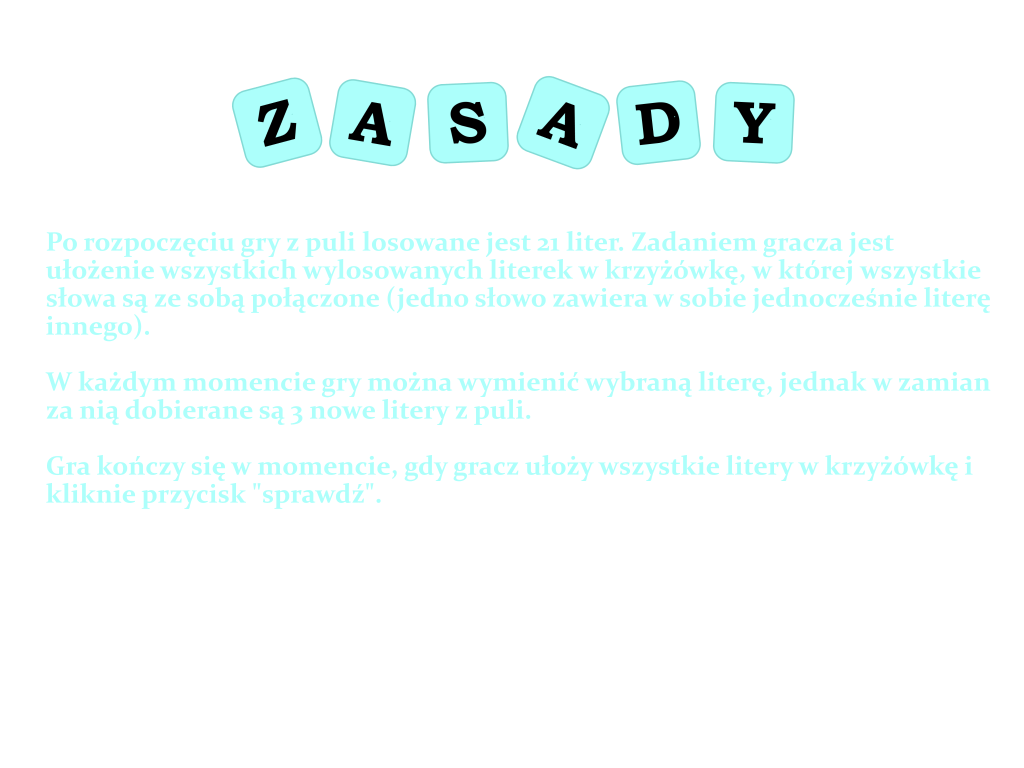 ZASADY
Po rozpoczęciu gry z puli losowane jest 21 liter. Zadaniem gracza jest
ułożenie wszystkich wylosowanych literek w krzyżówkę, w której wszystkie
słowa są ze sobą połączone (jedno słowo zawiera w sobie jednocześnie literę
innego).
W każdym momencie gry można wymienić wybraną literę, jednak w zamian
za nią dobierane są 3 nowe litery z puli.
Gra kończy się w momencie, gdy gracz ułoży wszystkie litery w krzyżówkę i
kliknie przycisk "sprawdź".